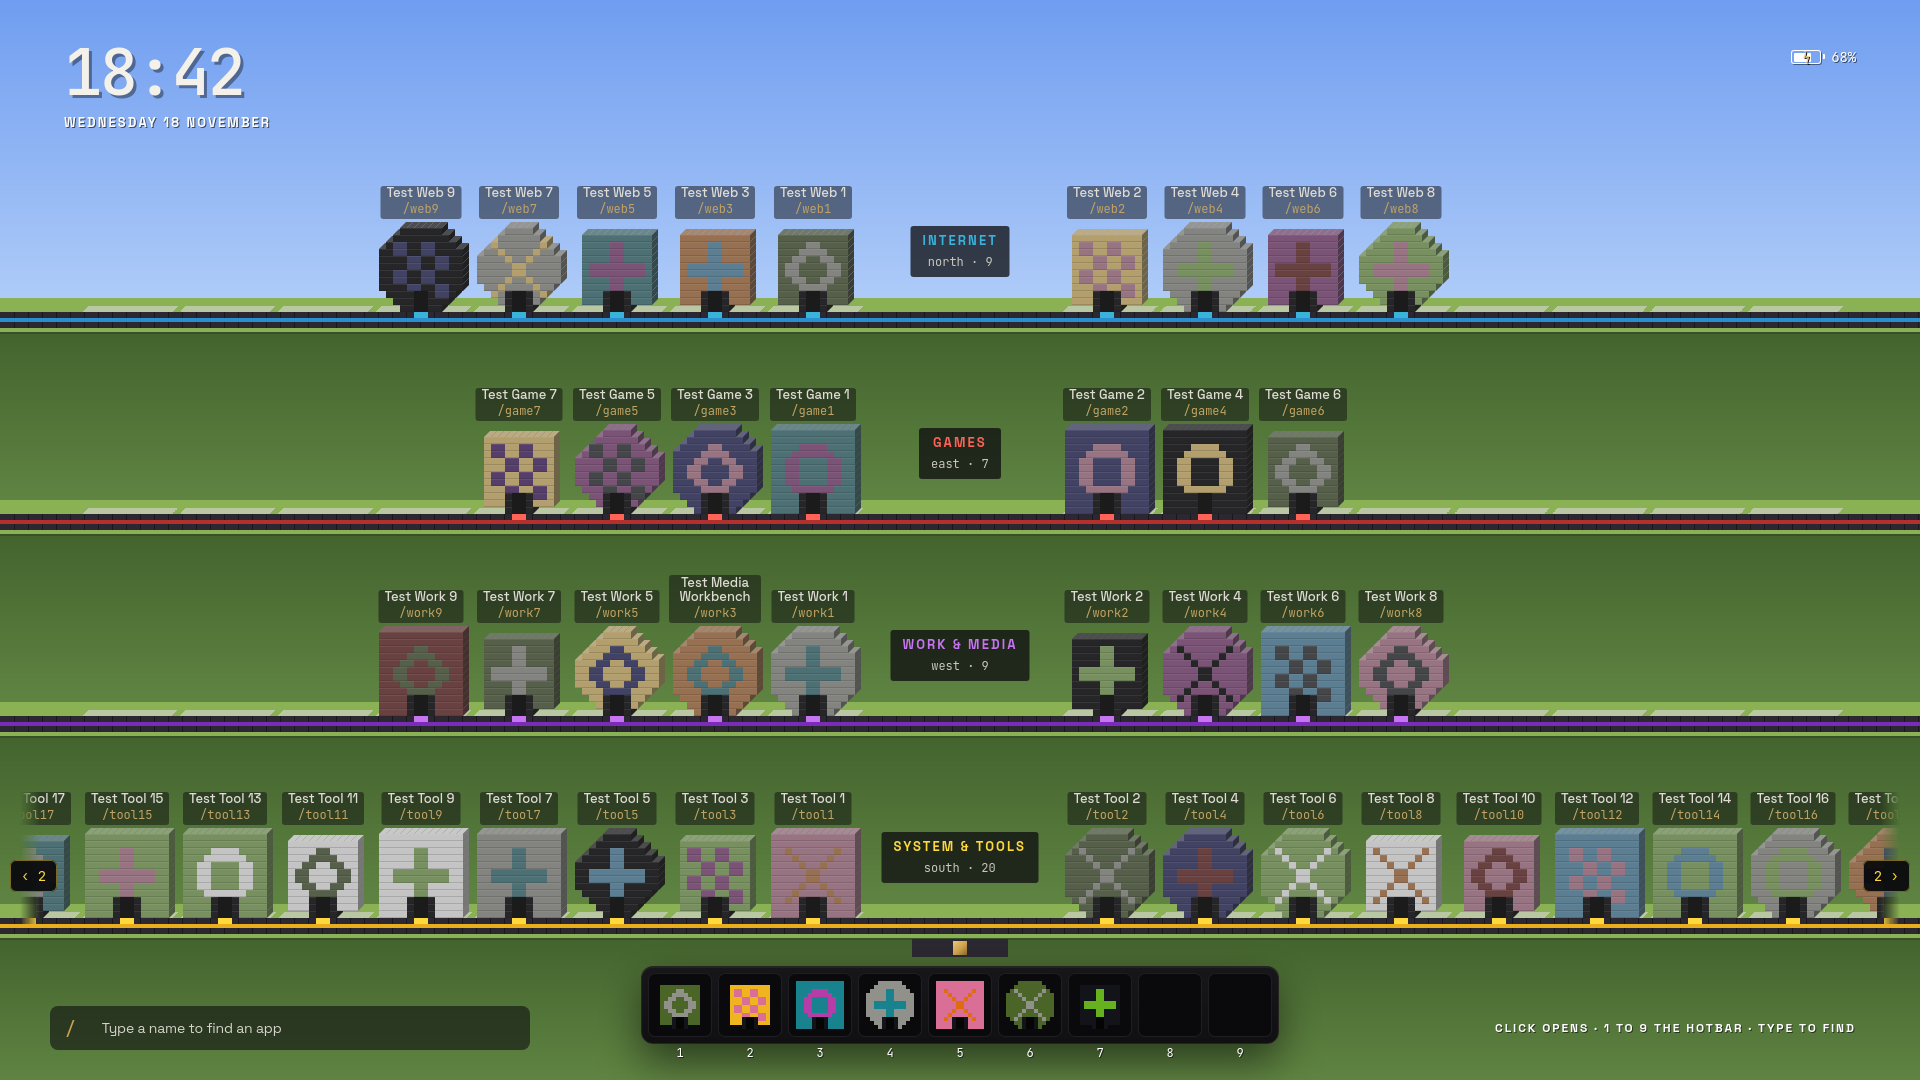 18:42
WEDNESDAY 18 NOVEMBER
68%
Test Web 9
/web9
Test Web 7
/web7
Test Web 5
/web5
Test Web 3
/web3
Test Web 1
/web1
INTERNET
north · 9
Test Web 2
/web2
Test Web 4
/web4
Test Web 6
/web6
Test Web 8
/web8
Test Game 7
/game7
Test Game 5
/game5
Test Game 3
/game3
Test Game 1
/game1
GAMES
east · 7
Test Game 2
/game2
Test Game 4
/game4
Test Game 6
/game6
Test Work 9
/work9
Test Work 7
/work7
Test Work 5
/work5
Test Media
Workbench
/work3
Test Work 1
/work1
WORK & MEDIA
west · 9
Test Work 2
/work2
Test Work 4
/work4
Test Work 6
/work6
Test Work 8
/work8
Tool 17
ol17
Test Tool 15
/tool15
Test Tool 13
/tool13
Test Tool 11
/tool11
Test Tool 9
/tool9
Test Tool 7
/tool7
Test Tool 5
/tool5
Test Tool 3
/tool3
Test Tool 1
/tool1
SYSTEM & TOOLS
south · 20
Test Tool 2
/tool2
Test Tool 4
/tool4
Test Tool 6
/tool6
Test Tool 8
/tool8
Test Tool 10
/tool10
Test Tool 12
/tool12
Test Tool 14
/tool14
Test Tool 16
/tool16
Test
‹ 2
2 ›
/ Type a name to find an app
1 2 3 4 5 6 7 8 9
CLICK OPENS · 1 TO 9 THE HOTBAR · TYPE TO FIND